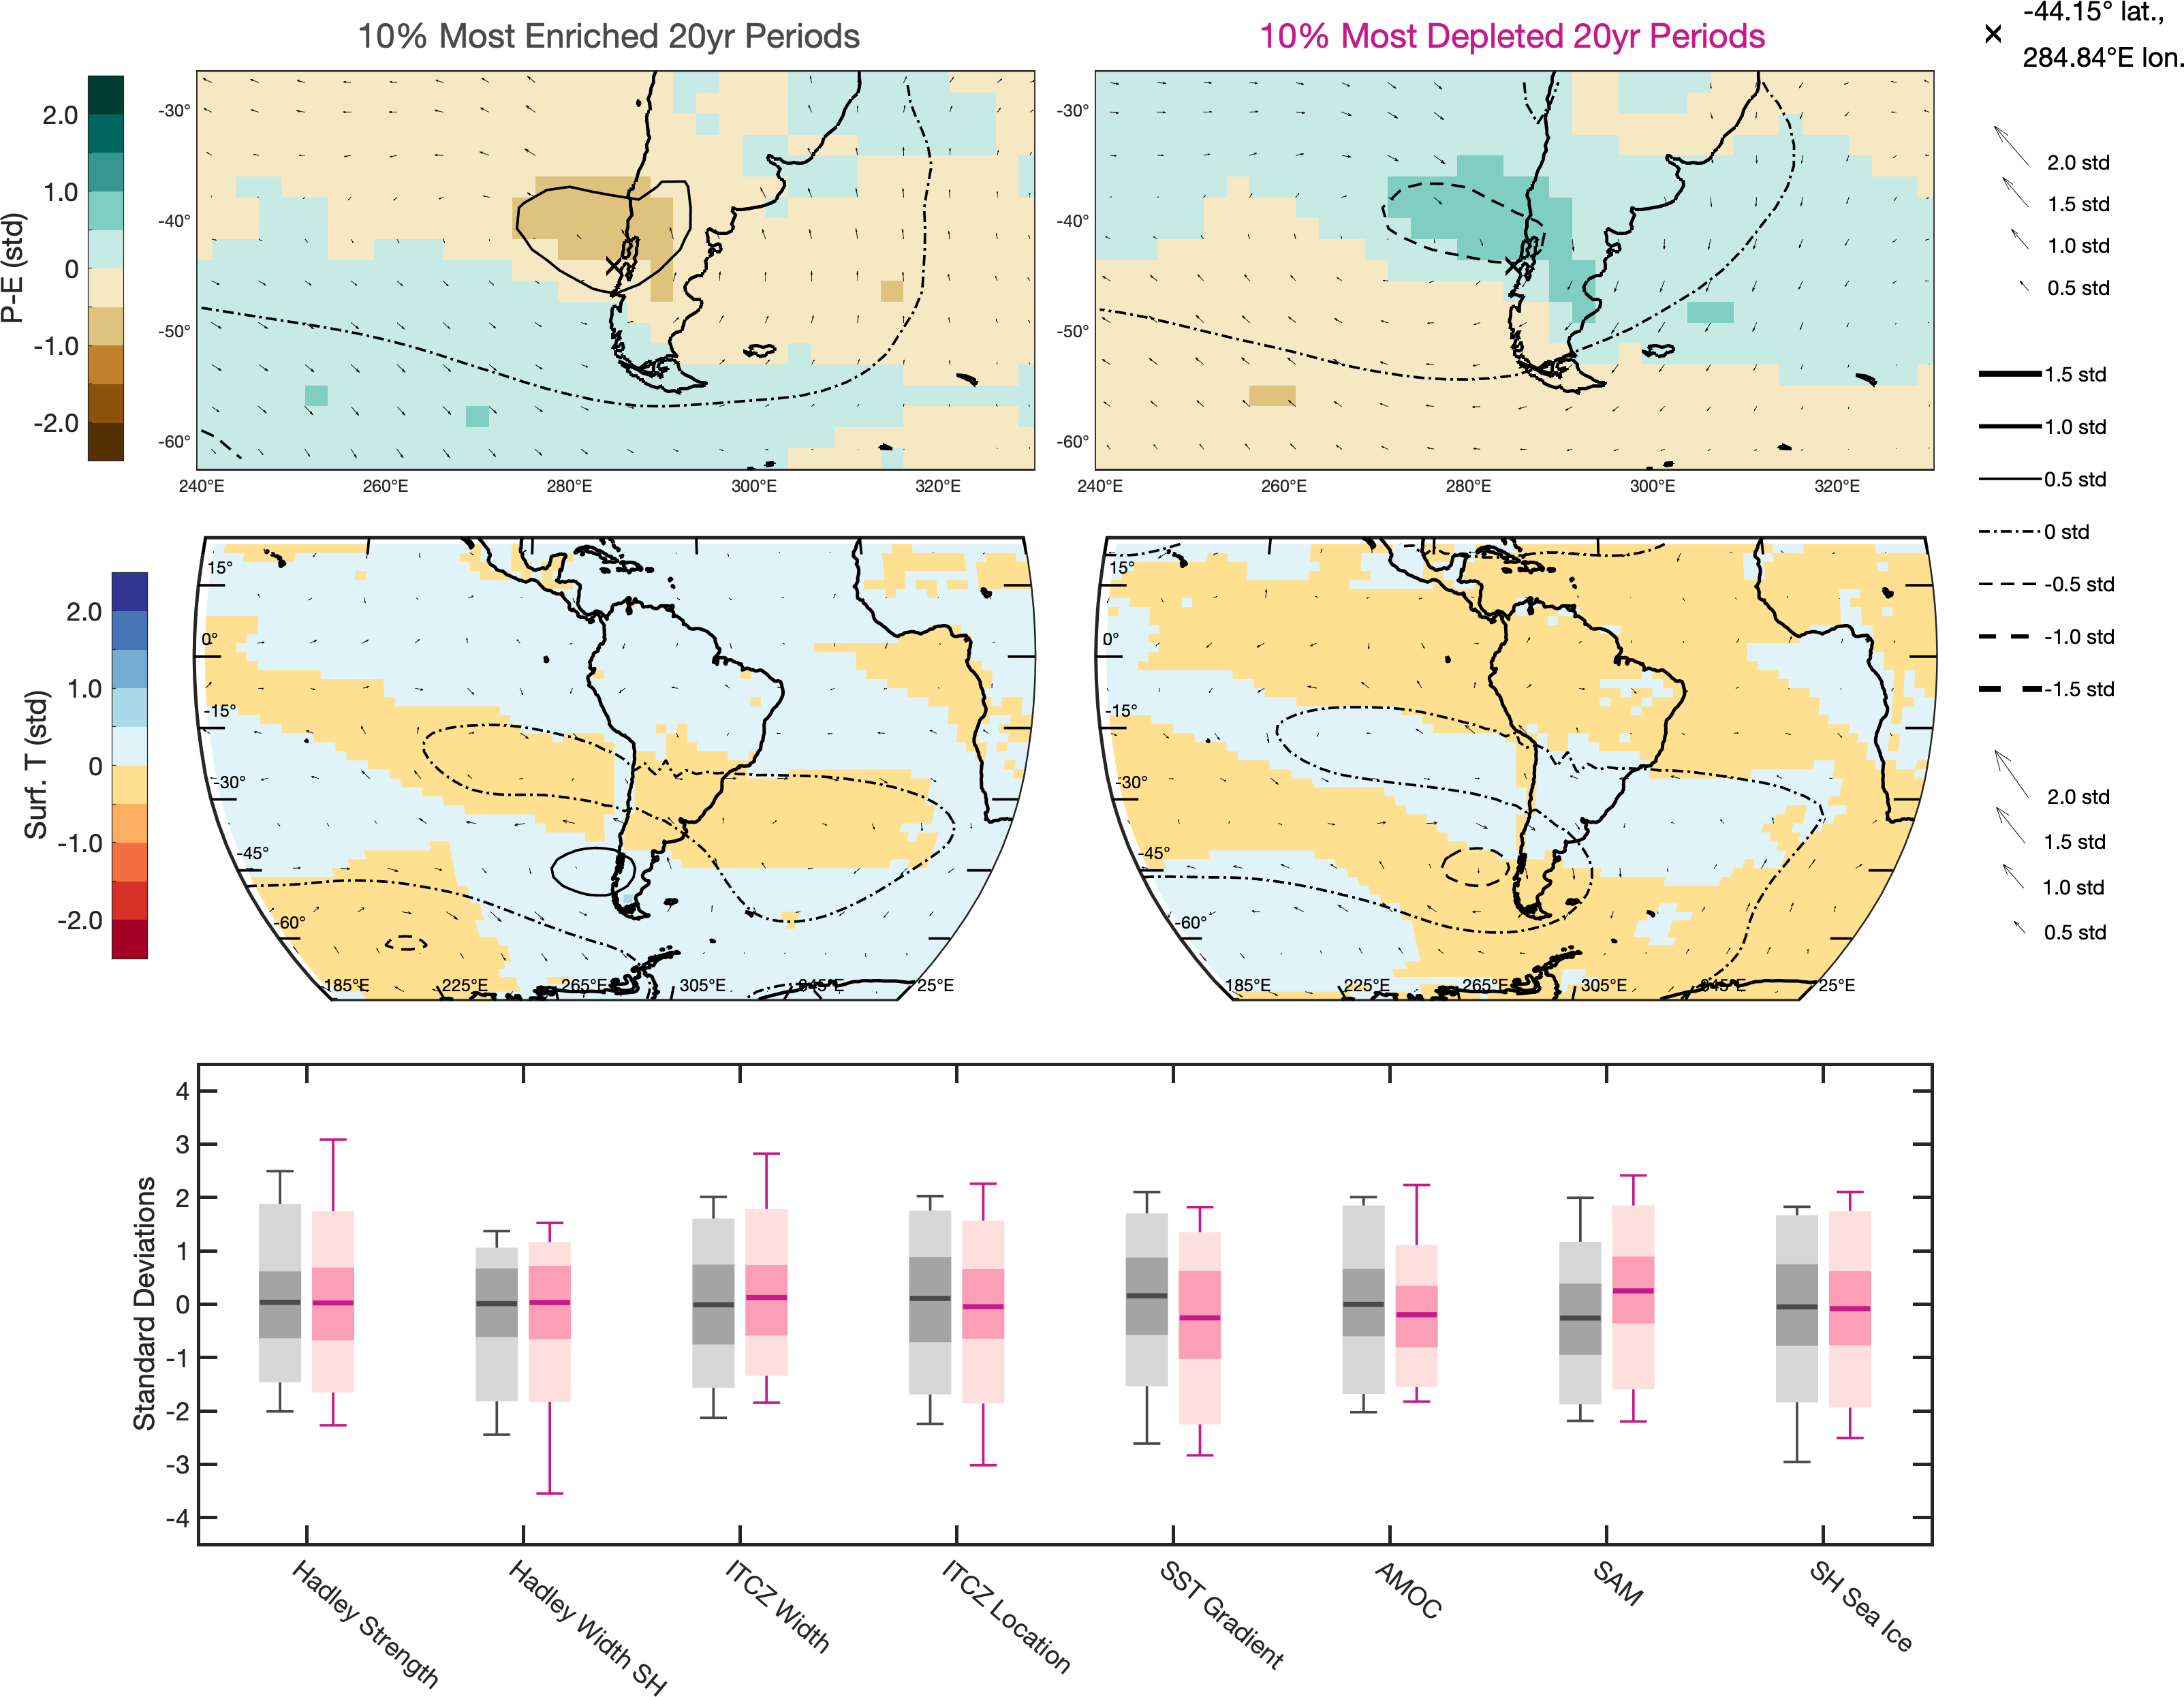 10% Most Enriched 20yr Periods
10% Most Depleted 20yr Periods
-44.15° lat.,
284.84°E lon.
P-E (std)
2.0
1.0
0
-1.0
-2.0
-30°
-40°
-50°
-60°
240°E 260°E 280°E 300°E 320°E
-30°
-40°
-50°
-60°
240°E 260°E 280°E 300°E 320°E
2.0 std
1.5 std
1.0 std
0.5 std
1.5 std
1.0 std
0.5 std
0 std
-0.5 std
-1.0 std
-1.5 std
2.0 std
1.5 std
1.0 std
0.5 std
Surf. T (std)
2.0
1.0
0
-1.0
-2.0
15°
0°
-15°
-30°
-45°
-60°
185°E 225°E 265°E 305°E 345°E 25°E
15°
0°
-15°
-30°
-45°
-60°
185°E 225°E 265°E 305°E 345°E 25°E
Standard Deviations
4
3
2
1
0
-1
-2
-3
-4
Hadley Strength
Hadley Width SH
ITCZ Width
ITCZ Location
SST Gradient
AMOC
SAM
SH Sea Ice